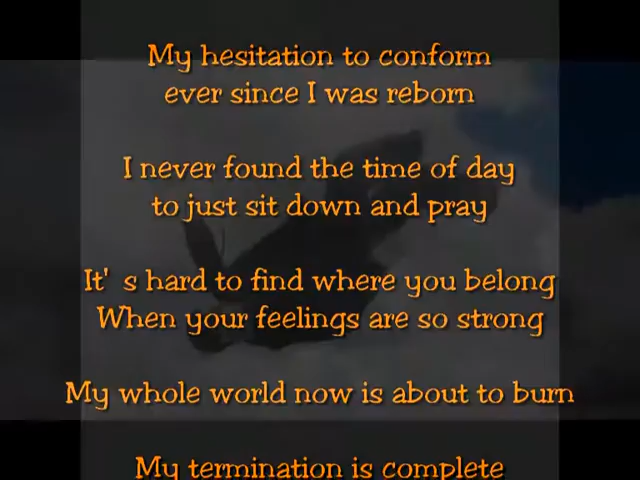 My hesitation to conform
ever since I was reborn
I never found the time of day
to just sit down and pray
It' s hard to find where you belong
When your feelings are so strong
My whole world now is about to burn
My termination is complete